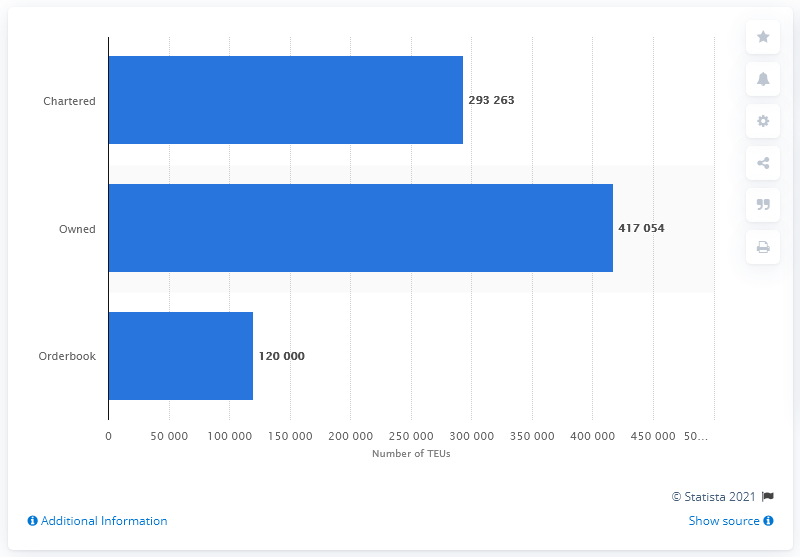 Chartered
293 263
Owned
417 054
Orderbook
120 000
0 50 000 100 000 150 000 200 000 250 000 300 000 350 000 400 000 450 000 50...
Number of TEUs
© Statista 2021
Additional Information
Show source